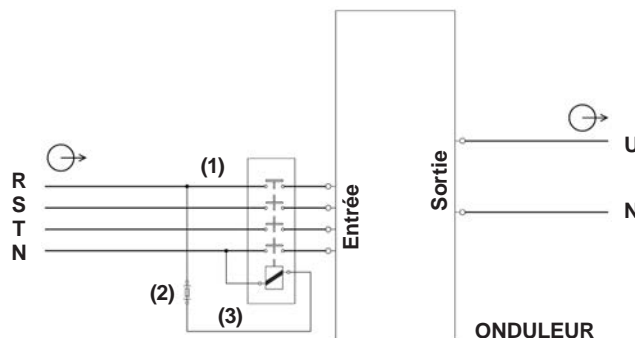 (1)
R
S
T
N
(2)
(3)
Entrée
Sortie
U
N
ONDULEUR